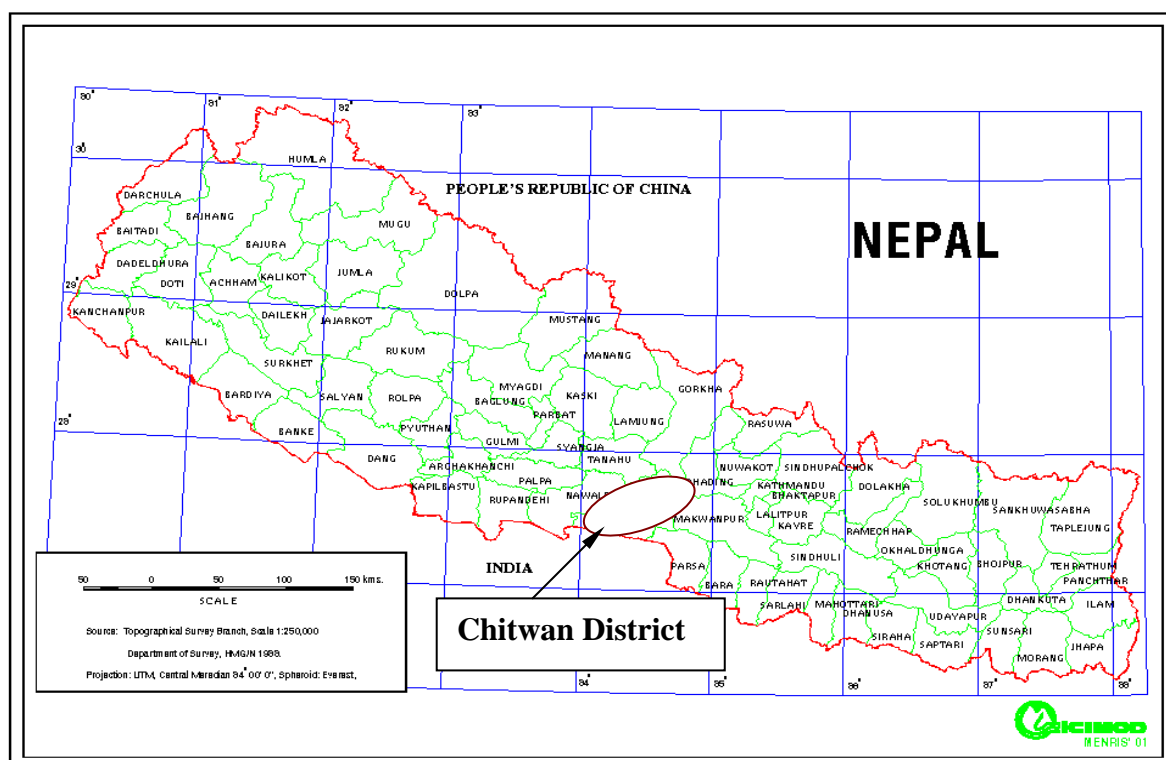 80°
81°
82°
83°
30°
HUMLA
PEOPLE'S REPUBLIC OF CHINA
DARCHULA
BAJHANG
MUGU
BAITADI
BAJURA
NEPAL
DADELDHURA
DOTI
ACHHAM
KALIKOT
JUMLA
29°
DOLPA
KANCHANPUR
DAILEKH
JAJARKOT
MUSTANG
KAILALI
RUKUM
MANANG
SURKHET
MYAGDI
GORKHA
BARDIYA
SALYAN
ROLPA
BAGLUNG
KASKI
PARBAT
LAMJUNG
28°
BANKE
PYUTHAN
GULMI
SYANGJA
RASUWA
DANG
ARCHAKHANCHI
TANAHU
NUWAKOT
SINDHUPALCHOK
KAPILBASTU
PALPA
NAWALP
HADING
KATHMANDU
DOLAKHA
RUPANDEHI
BHAKTAPUR
SOLUKHUMBU
SANKHUWASABHA
MAKWANPUR
LALITPUR
KAVRE
TAPLEJUNG
RAMECHHAP
OKHALDHUNGA
SINDHULI
KHOTANG
BHOJPUR
TEHRATHUM
INDIA
PARSA
BARA
RAUTAHAT
PANCHTHAR
SARLAHI
MAHOTTARI
DHANUSA
DHANKUTA
ILAM
UDAYAPUR
SIRAHA
SAPTARI
SUNSARI
MORANG
JHAPA
50 0 50 100 150 kms.
SCALE
Source: Topographical Survey Branch, Scale 1:250,000
Department of Survey, HMG/N 1988.
Projection: UTM, Central Meredian 84° 00' 0", Spheroid: Everest,
Chitwan District
84°
85°
86°
87°
88°
ICIMOD
MENRIS' 01